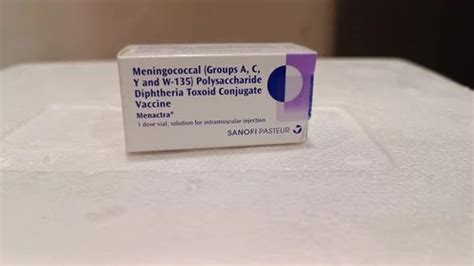 Meningococcal (Groups A, C,
Y and W-135) Polysaccharide
Diphtheria Toxoid Conjugate
Vaccine
Menactra®
1 dose vial, solution for intramuscular injection
SANOFI PASTEUR